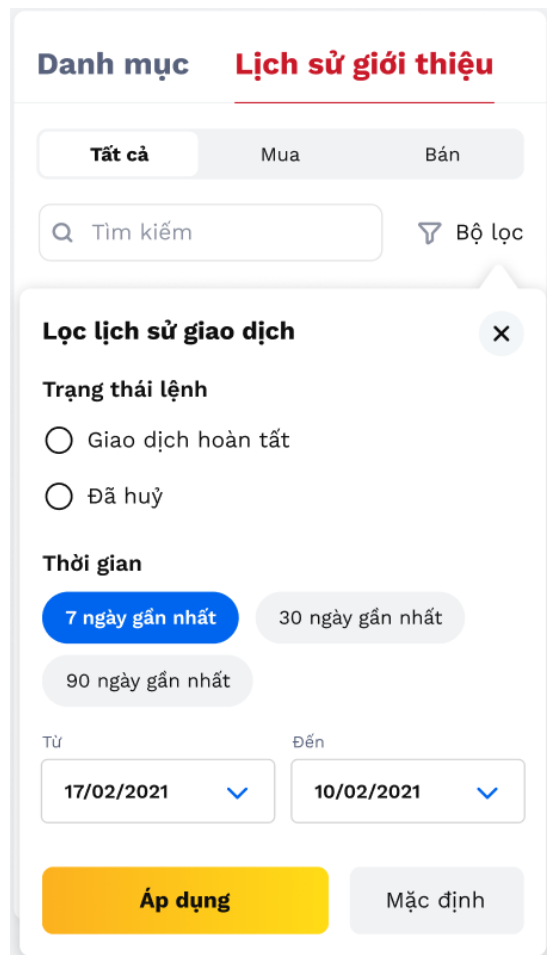 Danh mục Lịch sử giới thiệu
Tất cả Mua Bán
Tìm kiếm Bộ lọc
Lọc lịch sử giao dịch
Trạng thái lệnh
Giao dịch hoàn tất
Đã huỷ
Thời gian
7 ngày gần nhất 30 ngày gần nhất
90 ngày gần nhất
Từ Đến
17/02/2021 10/02/2021
Áp dụng Mặc định